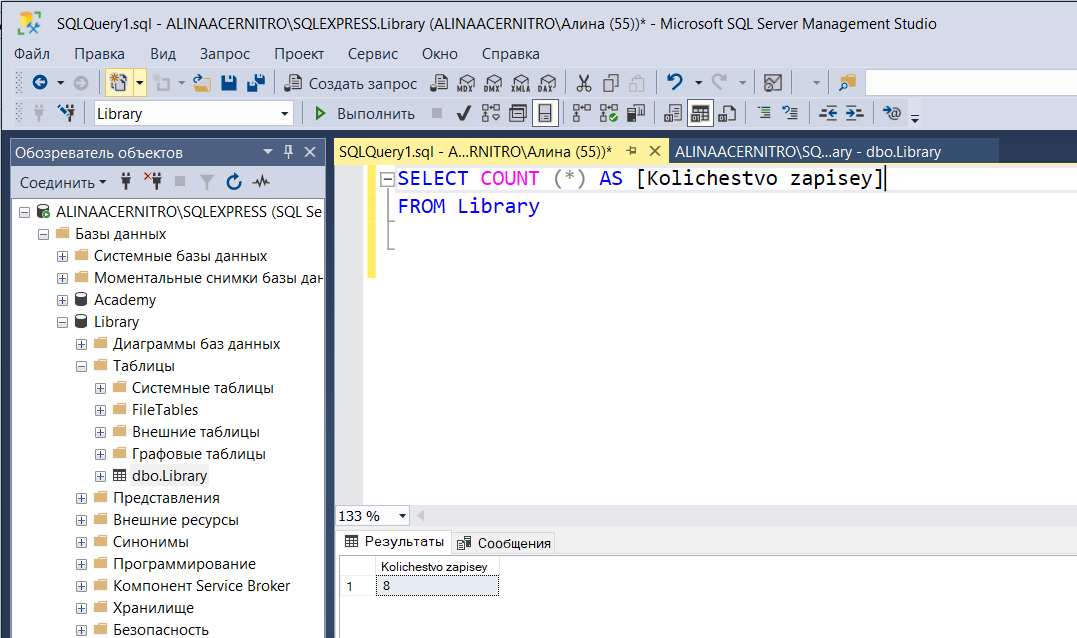 SQLQuery1.sql - ALINAACERNITRO\SQLEXPRESS.Library (ALINAACERNITRO\Алина (55))* - Microsoft SQL Server Management Studio
Файл Правка Вид Запрос Проект Сервис Окно Справка
Создать запрос MDX DMX XMLA DAX
Library Выполнить
Обозреватель объектов
Соединить
ALINAACERNITRO\SQLEXPRESS (SQL Se
Базы данных
Системные базы данных
Моментальные снимки базы дан
Academy
Library
Диаграммы баз данных
Таблицы
Системные таблицы
FileTables
Внешние таблицы
Графовые таблицы
dbo.Library
Представления
Внешние ресурсы
Синонимы
Программирование
Компонент Service Broker
Хранилище
Безопасность
SQLQuery1.sql - A...RNITRO\Алина (55))* ALINAACERNITRO\SQ...ary - dbo.Library
SELECT COUNT (*) AS [Kolichestvo zapisey]
FROM Library
133 %
Результаты Сообщения
Kolichestvo zapisey
1 8